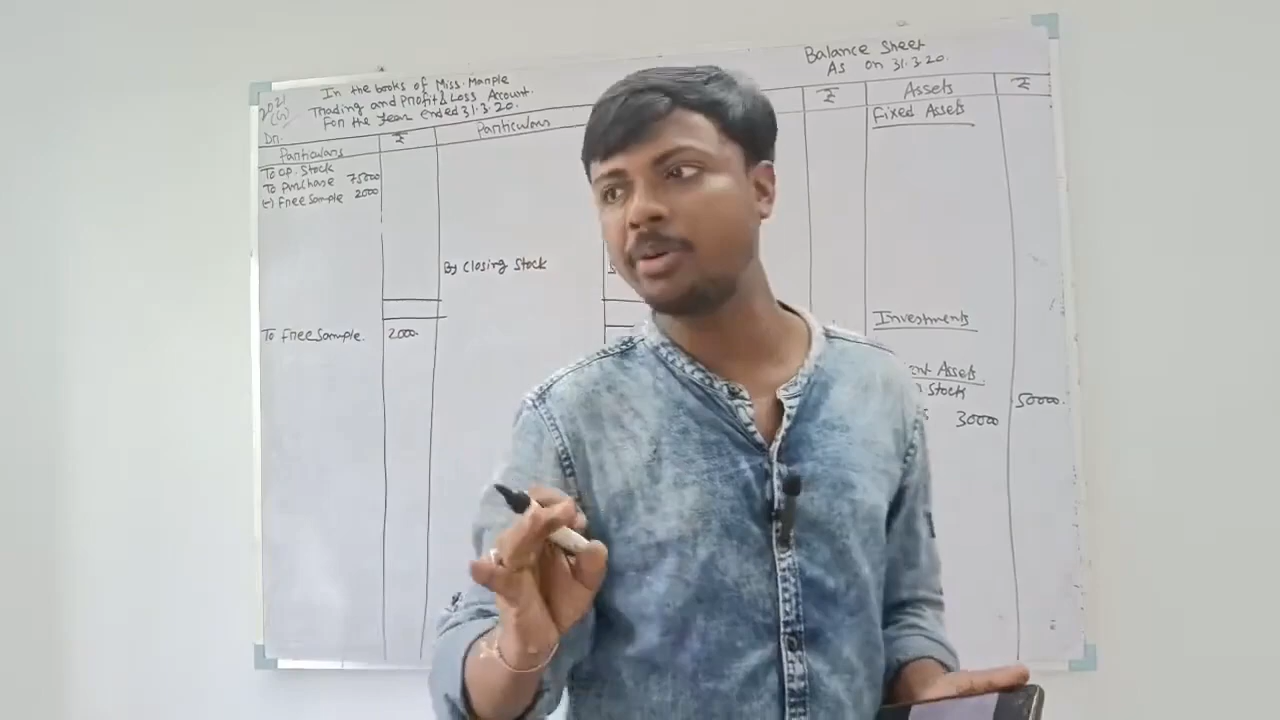 2021
(G)
In the books of Miss. Manple
Trading and Profit & Loss Account.
For the year ended 31.3.20.
Dr.
Particulars
₹
Particulars
To op. Stock
To purchase 75000
(-) Free Sample 2000
By Closing Stock
To Free Sample. 2000.
Balance Sheet
As on 31.3.20.
₹
Assets
₹
Fixed Assets
Investments
Assets
Stock
50000.
30000